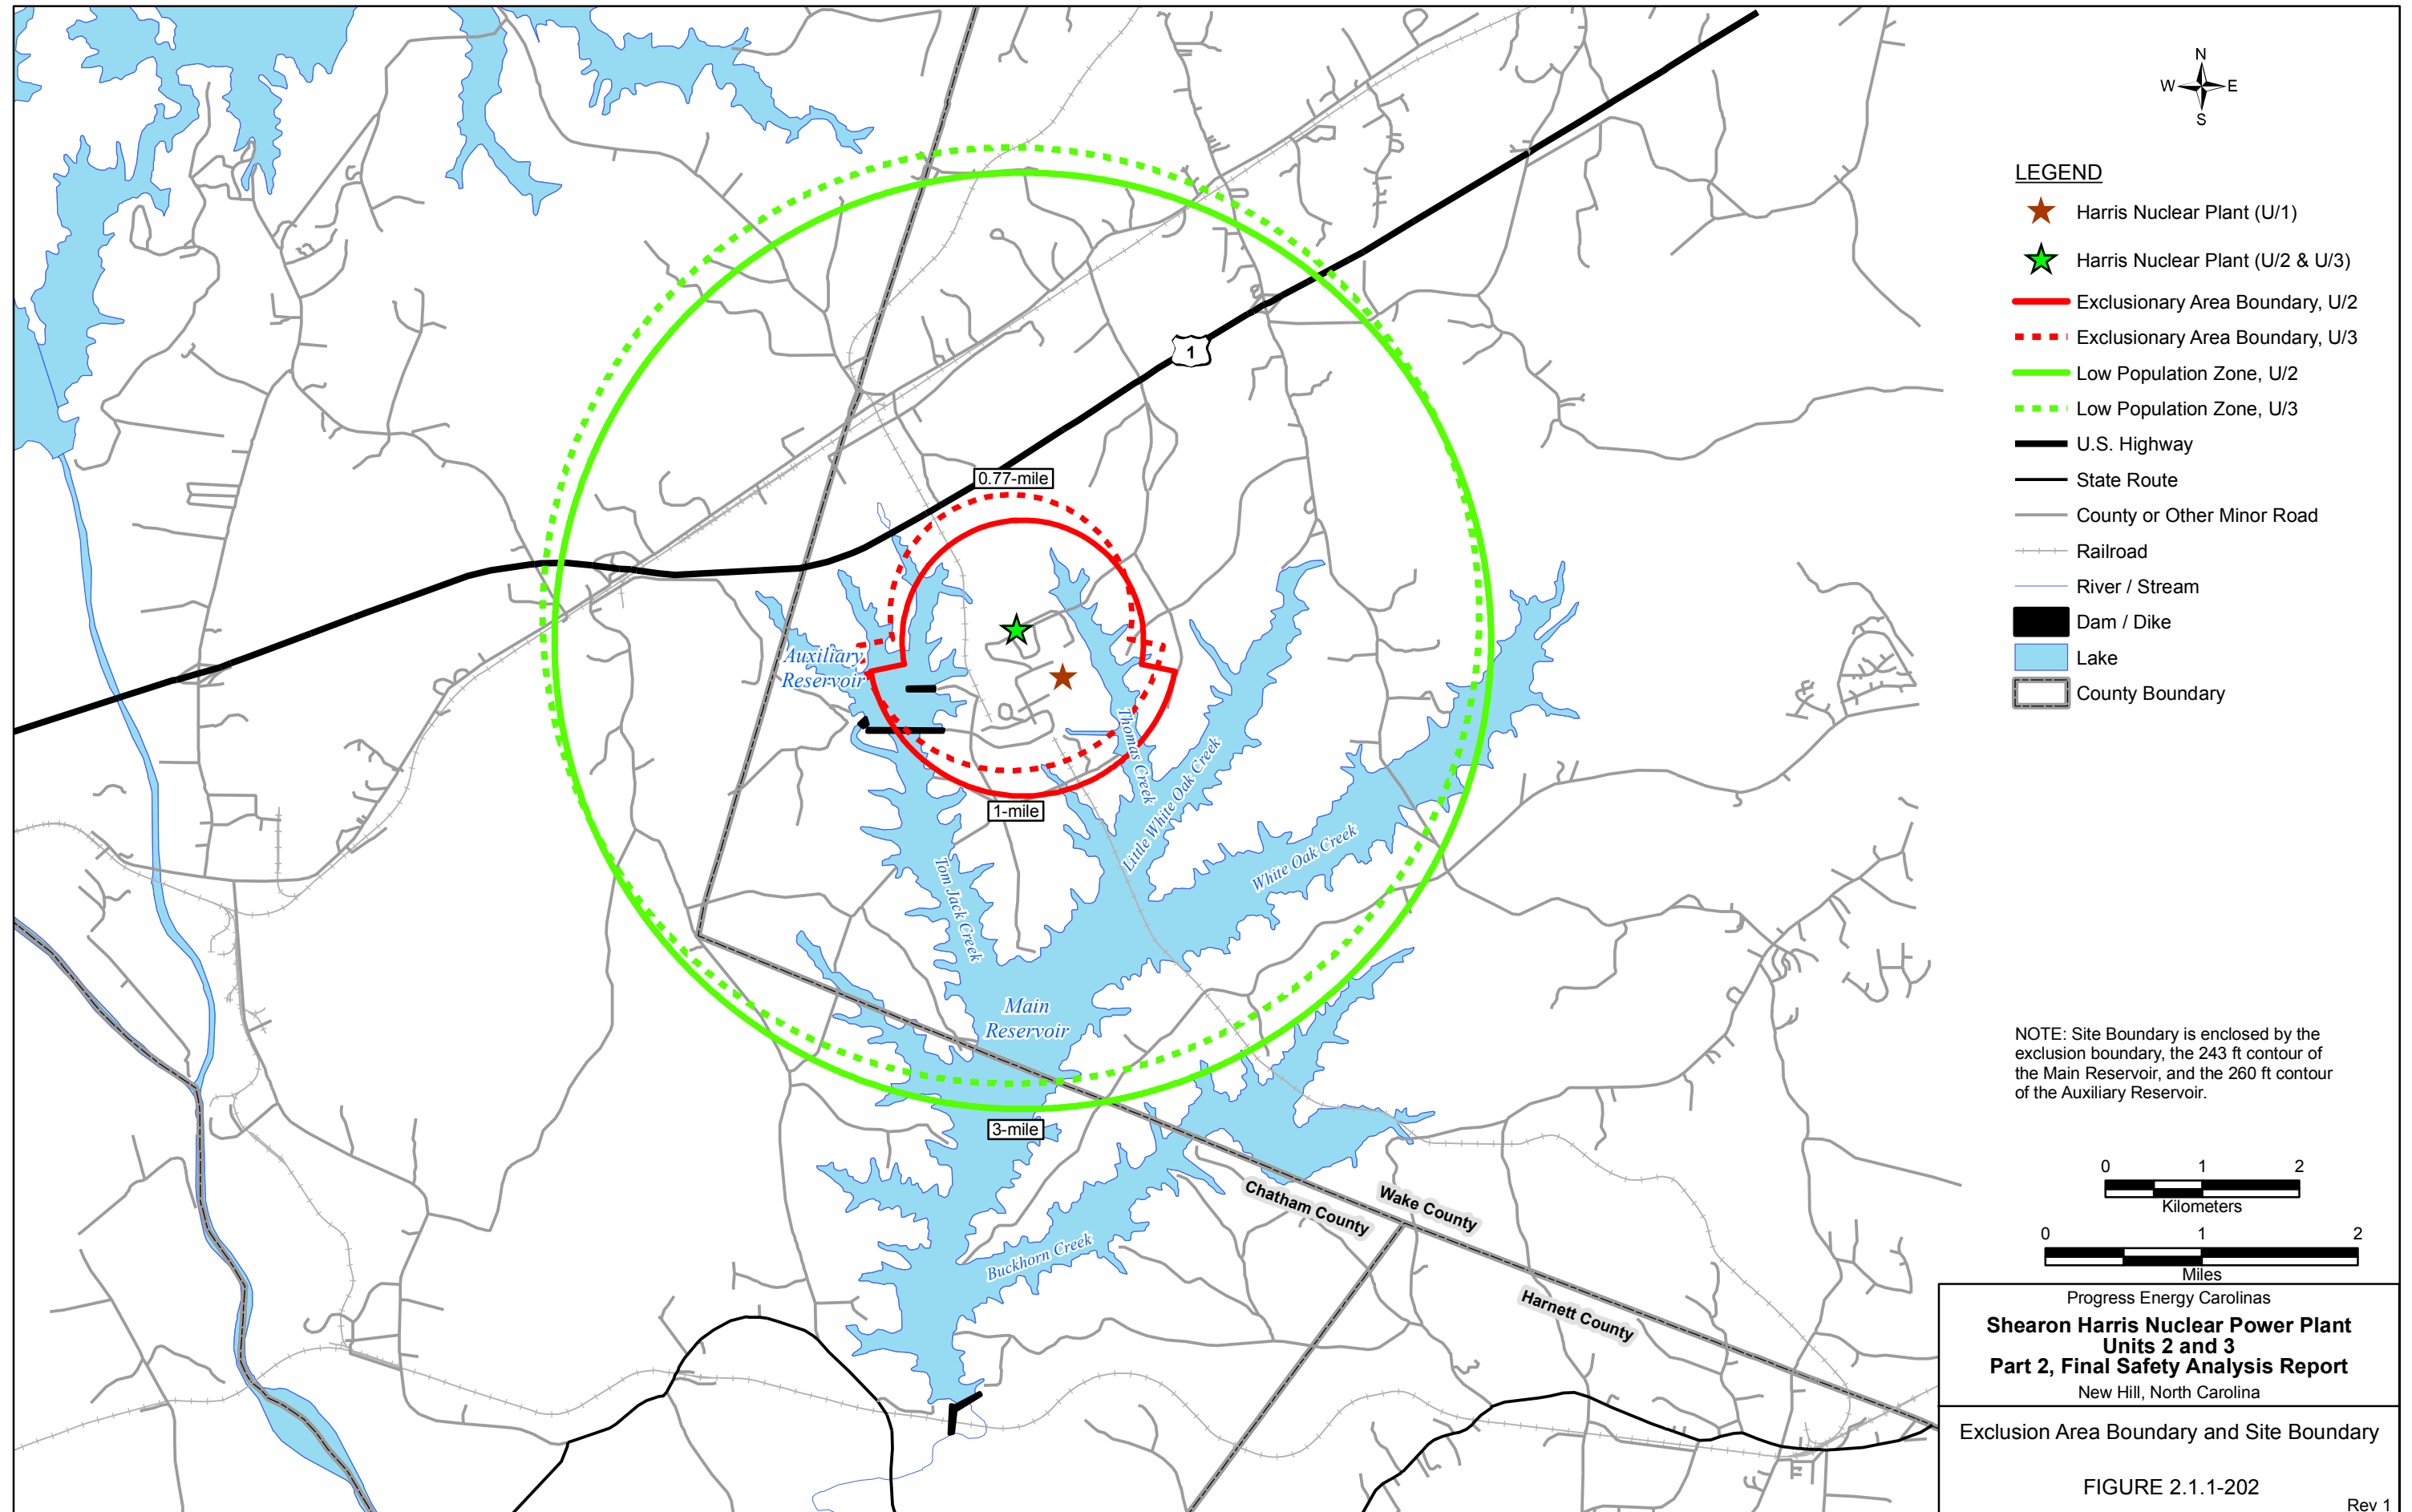 N
W E
S
LEGEND
Harris Nuclear Plant (U/1)
Harris Nuclear Plant (U/2 & U/3)
Exclusionary Area Boundary, U/2
Exclusionary Area Boundary, U/3
Low Population Zone, U/2
Low Population Zone, U/3
U.S. Highway
State Route
County or Other Minor Road
Railroad
River / Stream
Dam / Dike
Lake
County Boundary
1
0.77-mile
Auxiliary
Reservoir
Thomas Creek
Little White Oak Creek
1-mile
White Oak Creek
Tom Jack Creek
Main
Reservoir
3-mile
Chatham County
Wake County
Buckhorn Creek
Harnett County
NOTE: Site Boundary is enclosed by the
exclusion boundary, the 243 ft contour of
the Main Reservoir, and the 260 ft contour
of the Auxiliary Reservoir.
0 1 2
Kilometers
0 1 2
Miles
Progress Energy Carolinas
Shearon Harris Nuclear Power Plant
Units 2 and 3
Part 2, Final Safety Analysis Report
New Hill, North Carolina
Exclusion Area Boundary and Site Boundary
FIGURE 2.1.1-202
Rev 1